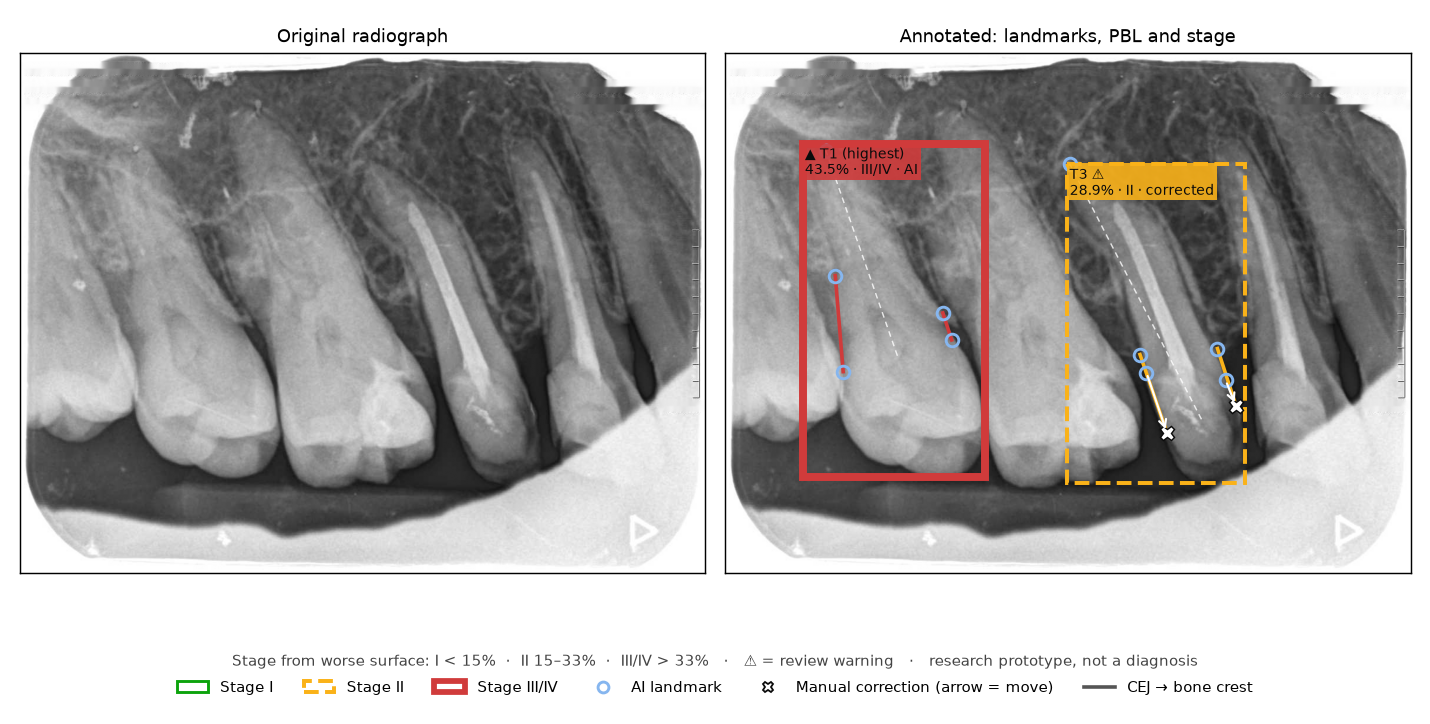 Original radiograph
Annotated: landmarks, PBL and stage
▲ T1 (highest)
43.5% · III/IV · AI
T3 ⚠
28.9% · II · corrected
Stage from worse surface: I < 15% · II 15–33% · III/IV > 33% · ⚠ = review warning · research prototype, not a diagnosis
Stage I
Stage II
Stage III/IV
AI landmark
Manual correction (arrow = move)
CEJ → bone crest